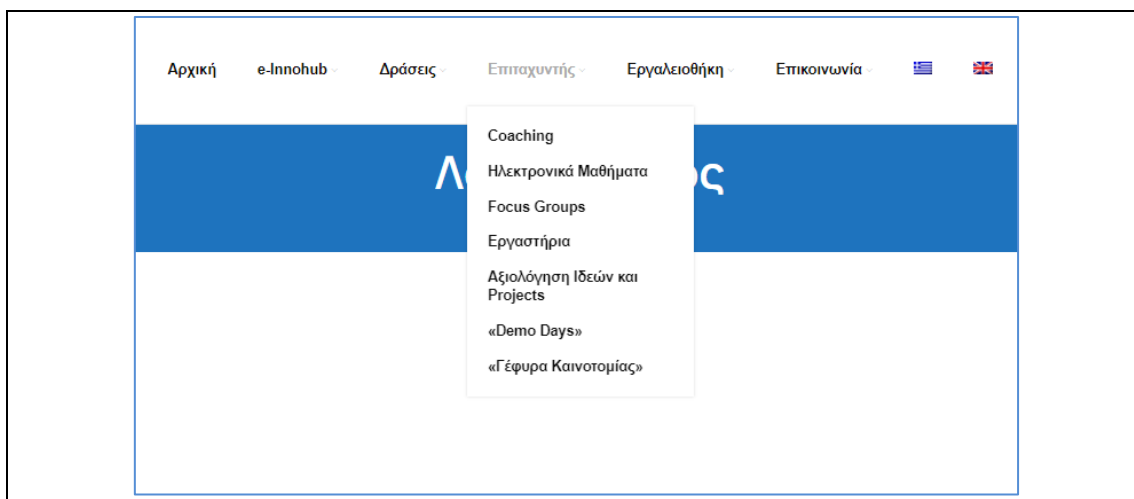 Αρχική e-Innohub Δράσεις Επιταχυντής Εργαλειοθήκη Επικοινωνία
Coaching
Ηλεκτρονικά Μαθήματα
Focus Groups
Εργαστήρια
Αξιολόγηση Ιδεών και
Projects
«Demo Days»
«Γέφυρα Καινοτομίας»